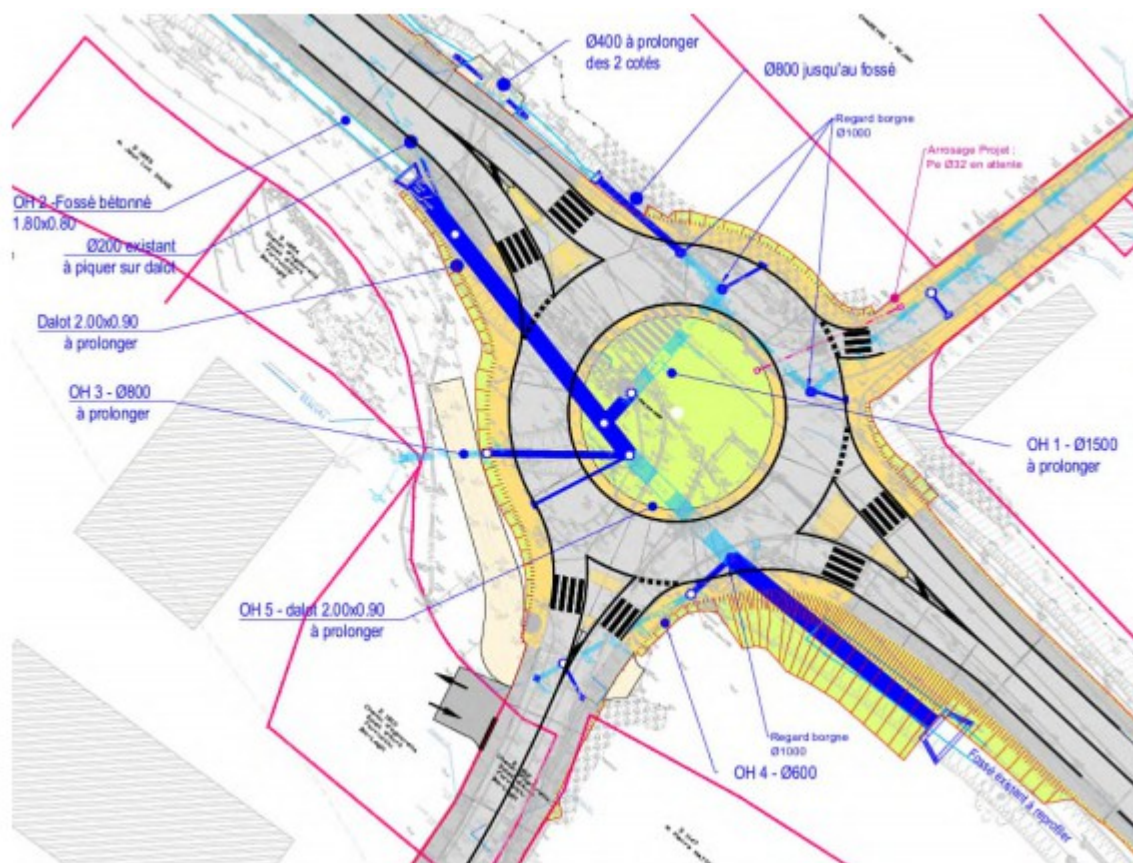 Ø400 à prolonger
des 2 cotés
Ø800 jusqu'au fossé
Regard borgne
Ø1000
Arrosage Projet :
Pe Ø32 en attente
OH 2 -Fossé bétonné
1.80x0.80
Ø200 existant
à piquer sur dalot
Dalot 2.00x0.90
à prolonger
OH 3 - Ø800
à prolonger
OH 1 - Ø1500
à prolonger
OH 5 - dalot 2.00x0.90
à prolonger
Regard borgne
Ø1000
OH 4 - Ø600
Fossé existant à reprofiler